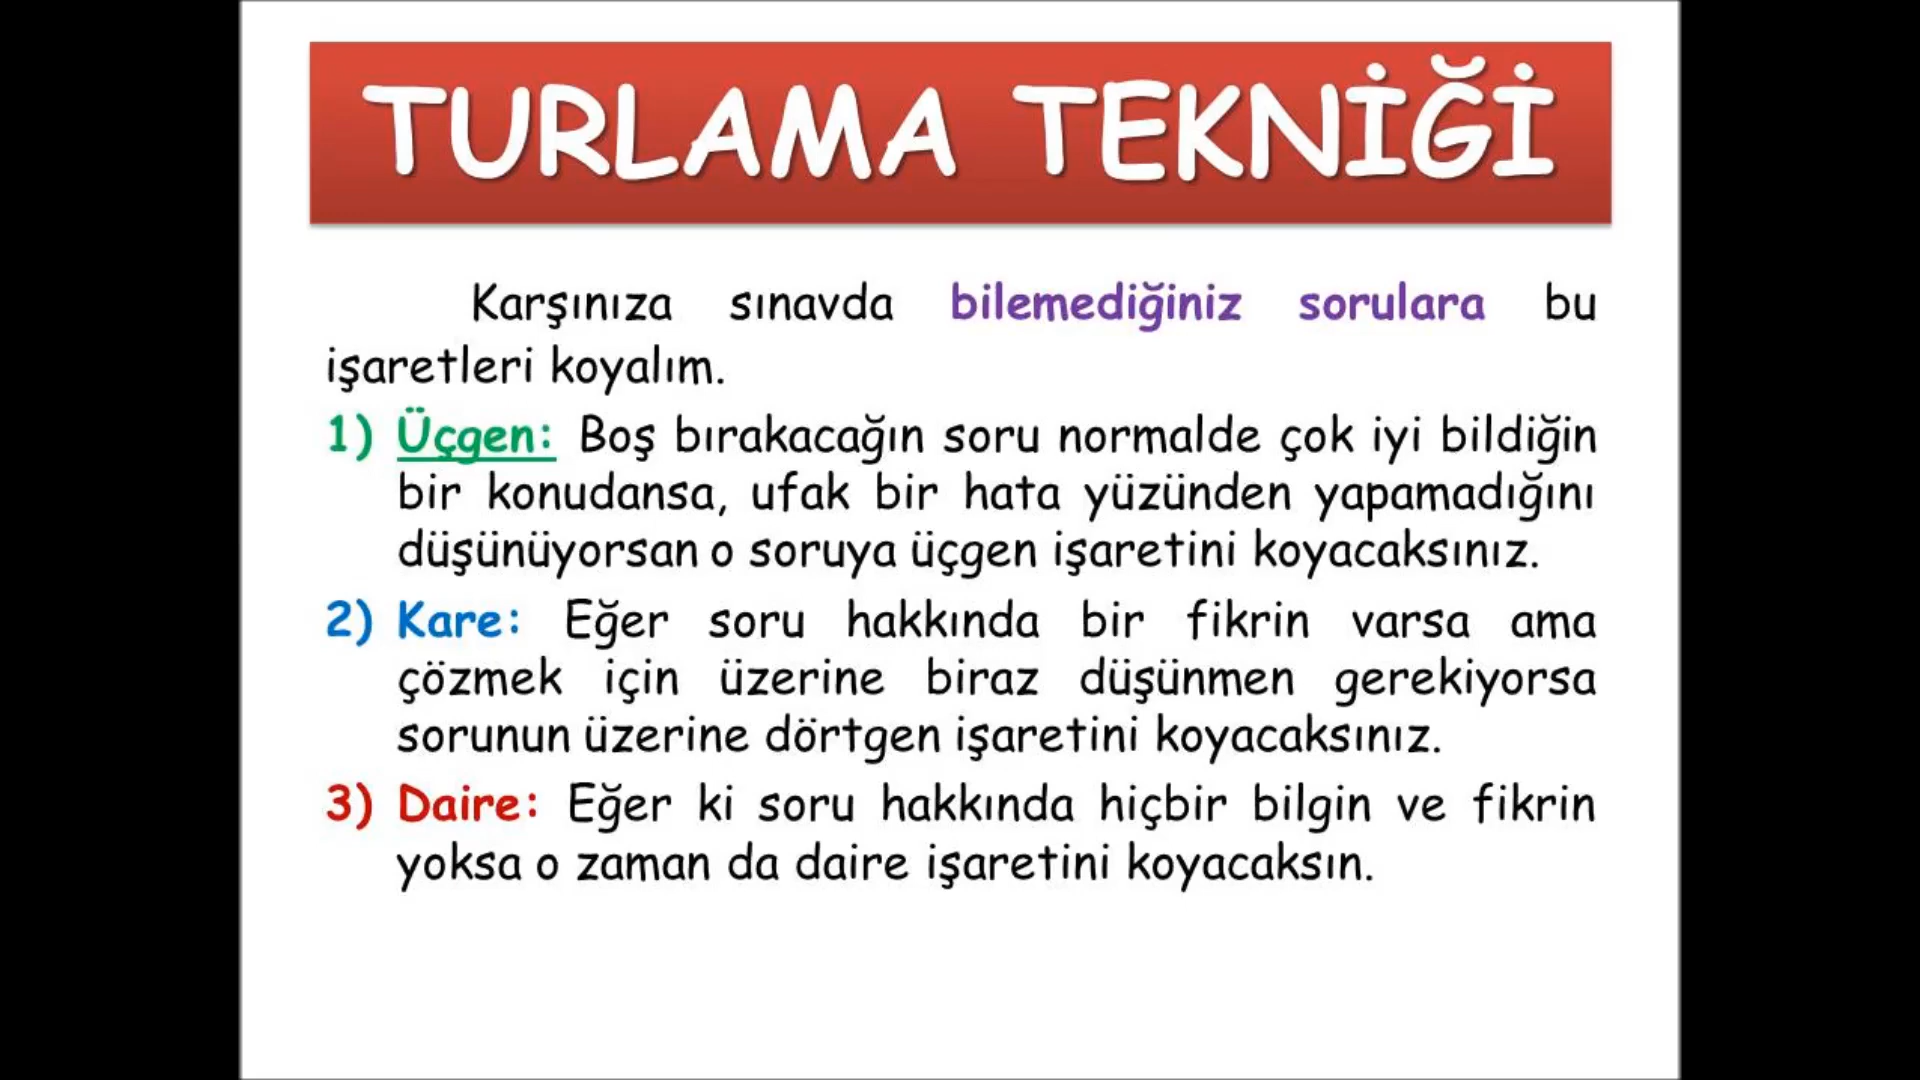 TURLAMA TEKNİĞİ
Karşınıza sınavda bilemediğiniz sorulara bu
işaretleri koyalım.
1) Üçgen: Boş bırakacağın soru normalde çok iyi bildiğin
bir konudansa, ufak bir hata yüzünden yapamadığını
düşünüyorsan o soruya üçgen işaretini koyacaksınız.
2) Kare: Eğer soru hakkında bir fikrin varsa ama
çözmek için üzerine biraz düşünmen gerekiyorsa
sorunun üzerine dörtgen işaretini koyacaksınız.
3) Daire: Eğer ki soru hakkında hiçbir bilgin ve fikrin
yoksa o zaman da daire işaretini koyacaksın.